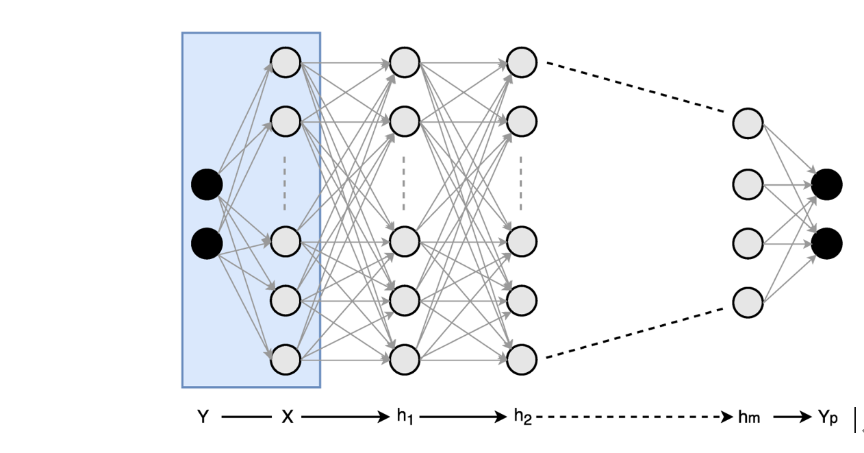 Y X h₁ h₂ hm Yp